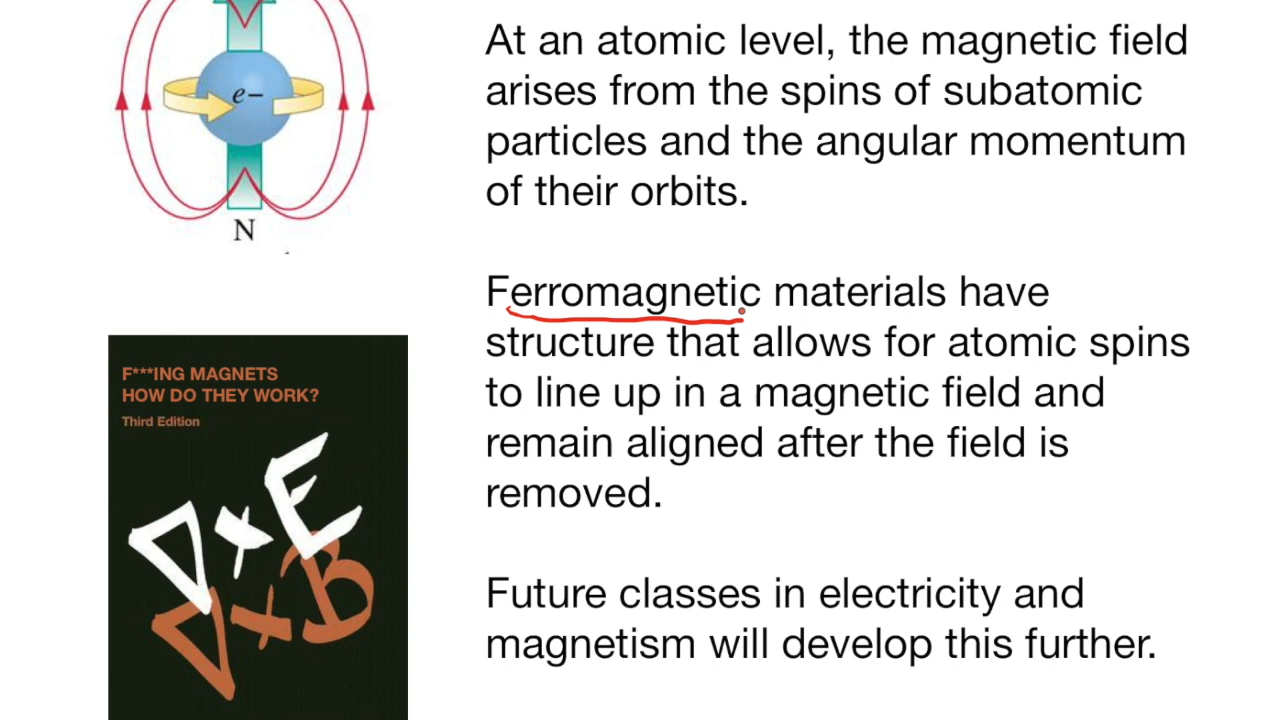 e−
N
At an atomic level, the magnetic field
arises from the spins of subatomic
particles and the angular momentum
of their orbits.
Ferromagnetic materials have
structure that allows for atomic spins
to line up in a magnetic field and
remain aligned after the field is
removed.
Future classes in electricity and
magnetism will develop this further.
F***ING MAGNETS
HOW DO THEY WORK?
Third Edition
∇×E
∇×B